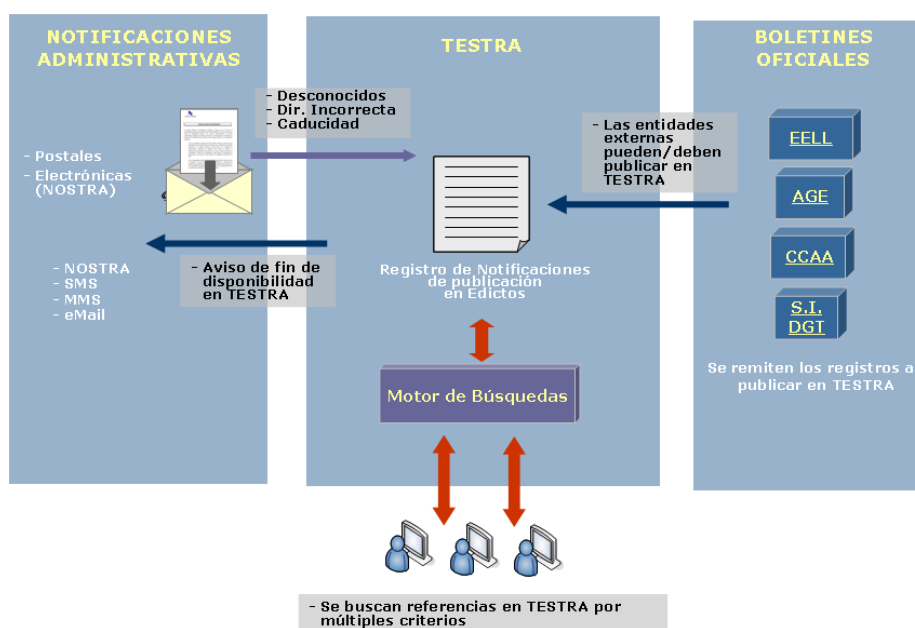 NOTIFICACIONES
ADMINISTRATIVAS
- Postales
- Electrónicas
(NOSTRA)
- NOSTRA
- SMS
- MMS
- eMail
- Desconocidos
- Dir. Incorrecta
- Caducidad
- Aviso de fin de
disponibilidad
en TESTRA
TESTRA
Registro de Notificaciones
de publicación
en Edictos
Motor de Búsquedas
- Se buscan referencias en TESTRA por
múltiples criterios
- Las entidades
externas
pueden/deben
publicar en
TESTRA
BOLETINES
OFICIALES
EELL
AGE
CCAA
S.I.
DGT
Se remiten los registros a
publicar en TESTRA